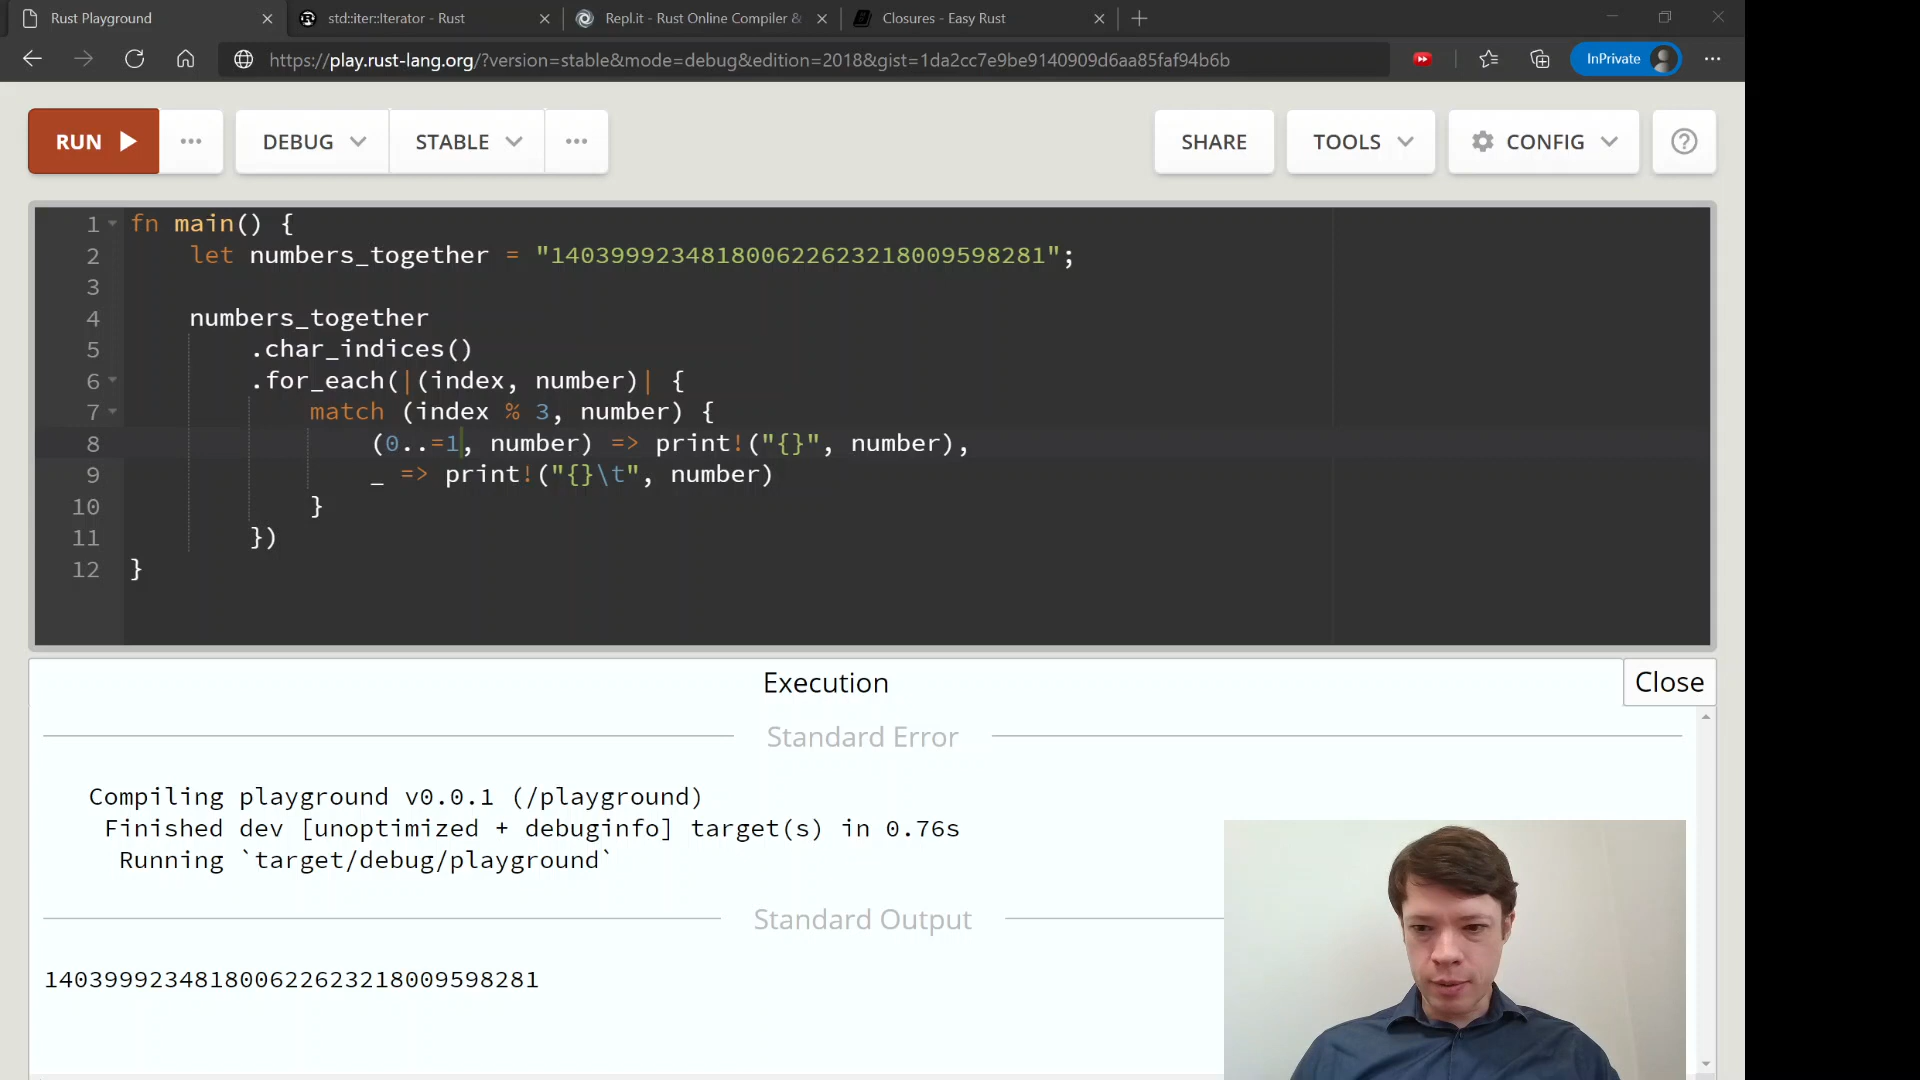 Rust Playground
std::iter::Iterator - Rust
Repl.it - Rust Online Compiler &
Closures - Easy Rust
https://play.rust-lang.org/?version=stable&mode=debug&edition=2018&gist=1da2cc7e9be9140909d6aa85faf94b6b
InPrivate
RUN
DEBUG
STABLE
SHARE
TOOLS
CONFIG
1 fn main() {
2 let numbers_together = "140399923481800622623218009598281";
3
4 numbers_together
5 .char_indices()
6 .for_each(|(index, number)| {
7 match (index % 3, number) {
8 (0..=1, number) => print!("{}", number),
9 _ => print!("{}\t", number)
10 }
11 })
12 }
Execution
Close
Standard Error
Compiling playground v0.0.1 (/playground)
Finished dev [unoptimized + debuginfo] target(s) in 0.76s
Running `target/debug/playground`
Standard Output
140399923481800622623218009598281